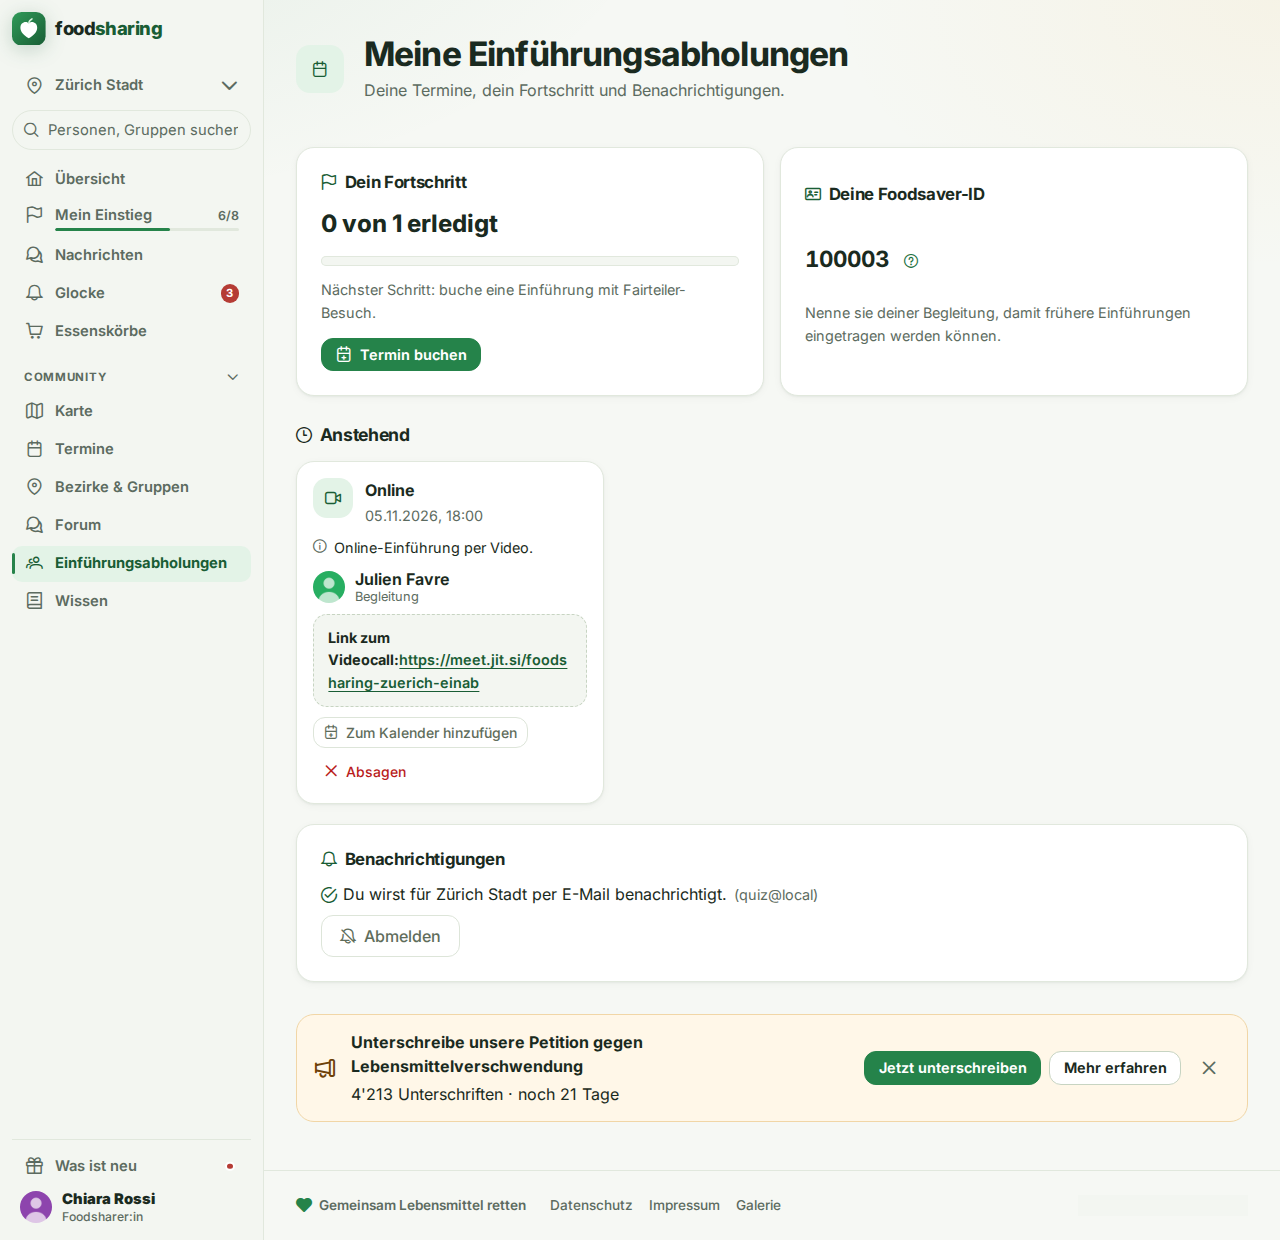 foodsharing
Zürich Stadt
Personen, Gruppen sucher
Übersicht
Mein Einstieg 6/8
Nachrichten
Glocke 3
Essenskörbe
COMMUNITY
Karte
Termine
Bezirke & Gruppen
Forum
Einführungsabholungen
Wissen
Was ist neu
Chiara Rossi
Foodsharer:in
Meine Einführungsabholungen
Deine Termine, dein Fortschritt und Benachrichtigungen.
Dein Fortschritt
0 von 1 erledigt
Nächster Schritt: buche eine Einführung mit Fairteiler-
Besuch.
Termin buchen
Deine Foodsaver-ID
100003
Nenne sie deiner Begleitung, damit frühere Einführungen
eingetragen werden können.
Anstehend
Online
05.11.2026, 18:00
Online-Einführung per Video.
Julien Favre
Begleitung
Link zum
Videocall:https://meet.jit.si/foods
haring-zuerich-einab
Zum Kalender hinzufügen
Absagen
Benachrichtigungen
Du wirst für Zürich Stadt per E-Mail benachrichtigt. (quiz@local)
Abmelden
Unterschreibe unsere Petition gegen
Lebensmittelverschwendung
4'213 Unterschriften · noch 21 Tage
Jetzt unterschreiben
Mehr erfahren
Gemeinsam Lebensmittel retten Datenschutz Impressum Galerie